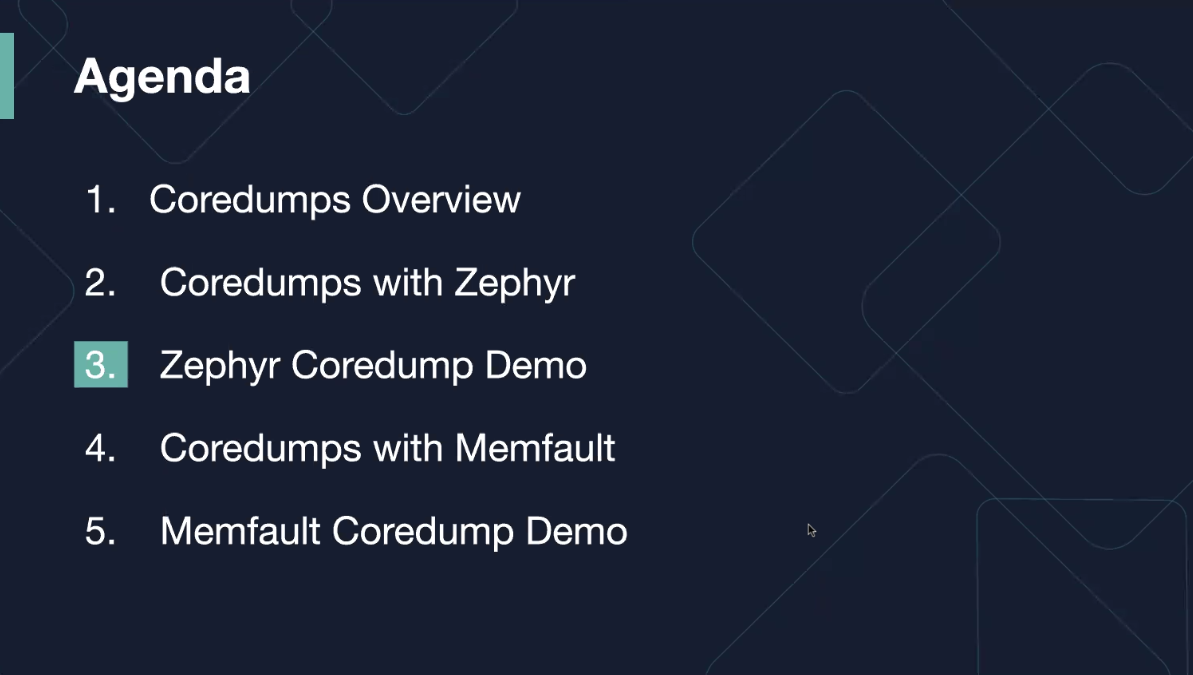 Agenda
1. Coredumps Overview
2. Coredumps with Zephyr
3. Zephyr Coredump Demo
4. Coredumps with Memfault
5. Memfault Coredump Demo